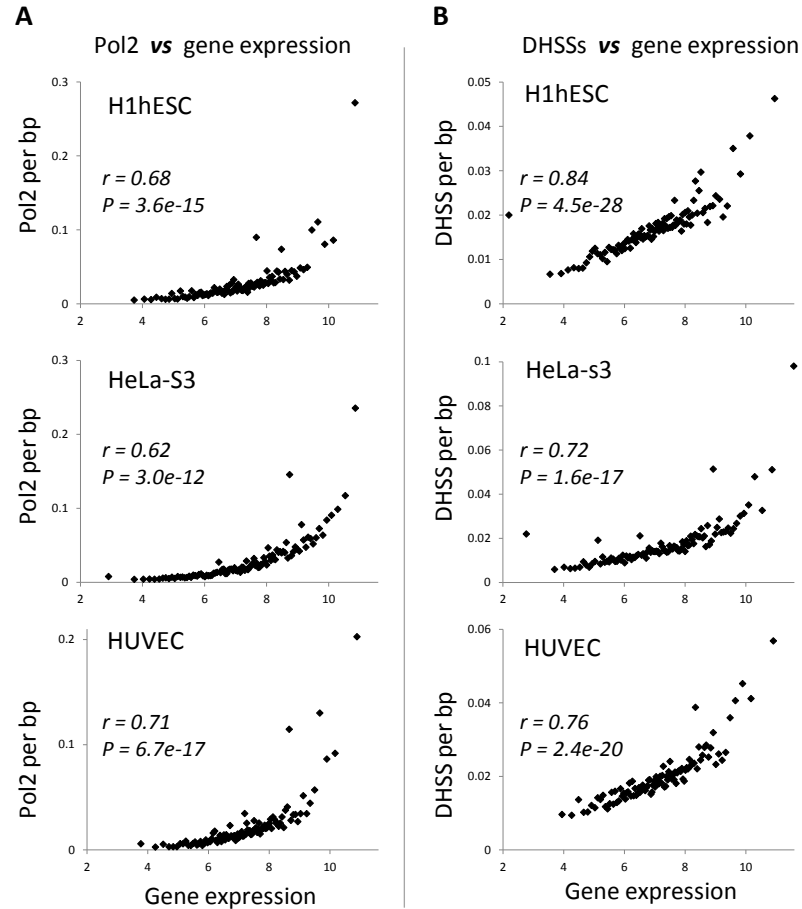 A
Pol2 vs gene expression
0.3
0.2
0.1
0
Pol2 per bp
H1hESC
r = 0.68
P = 3.6e-15
2 4 6 8 10
0.3
0.2
0.1
0
Pol2 per bp
HeLa-S3
r = 0.62
P = 3.0e-12
2 4 6 8 10
0.2
0.1
0
Pol2 per bp
HUVEC
r = 0.71
P = 6.7e-17
2 4 6 8 10
Gene expression
B
DHSSs vs gene expression
0.05
0.04
0.03
0.02
0.01
0
DHSS per bp
H1hESC
r = 0.84
P = 4.5e-28
2 4 6 8 10
0.1
0.08
0.06
0.04
0.02
0
DHSS per bp
HeLa-s3
r = 0.72
P = 1.6e-17
2 4 6 8 10
0.06
0.04
0.02
0
DHSS per bp
HUVEC
r = 0.76
P = 2.4e-20
2 4 6 8 10
Gene expression